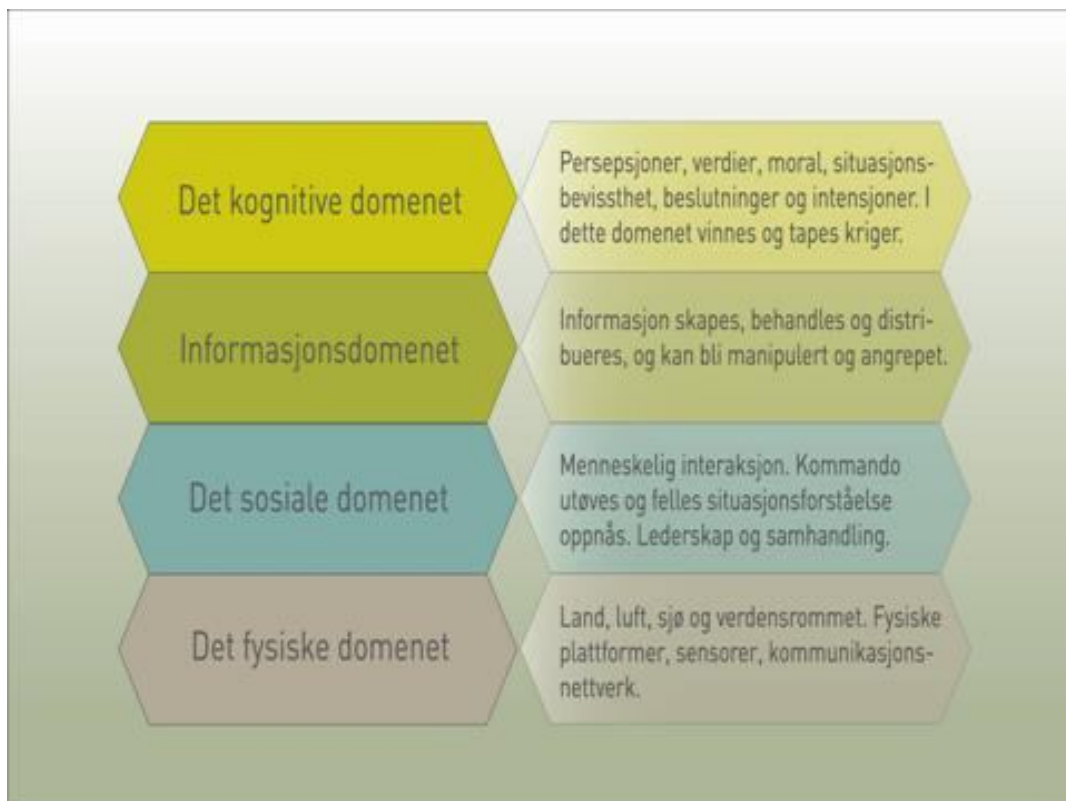 Det kognitive domenet
Persepsjoner, verdier, moral, situasjons-
bevissthet, beslutninger og intensjoner. I
dette domenet vinnes og tapes kriger.
Informasjonsdomenet
Informasjon skapes, behandles og distri-
bueres, og kan bli manipulert og angrepet.
Det sosiale domenet
Menneskelig interaksjon. Kommando
utøves og felles situasjonsforståelse
oppnås. Lederskap og samhandling.
Det fysiske domenet
Land, luft, sjø og verdensrommet. Fysiske
plattformer, sensorer, kommunikasjons-
nettverk.